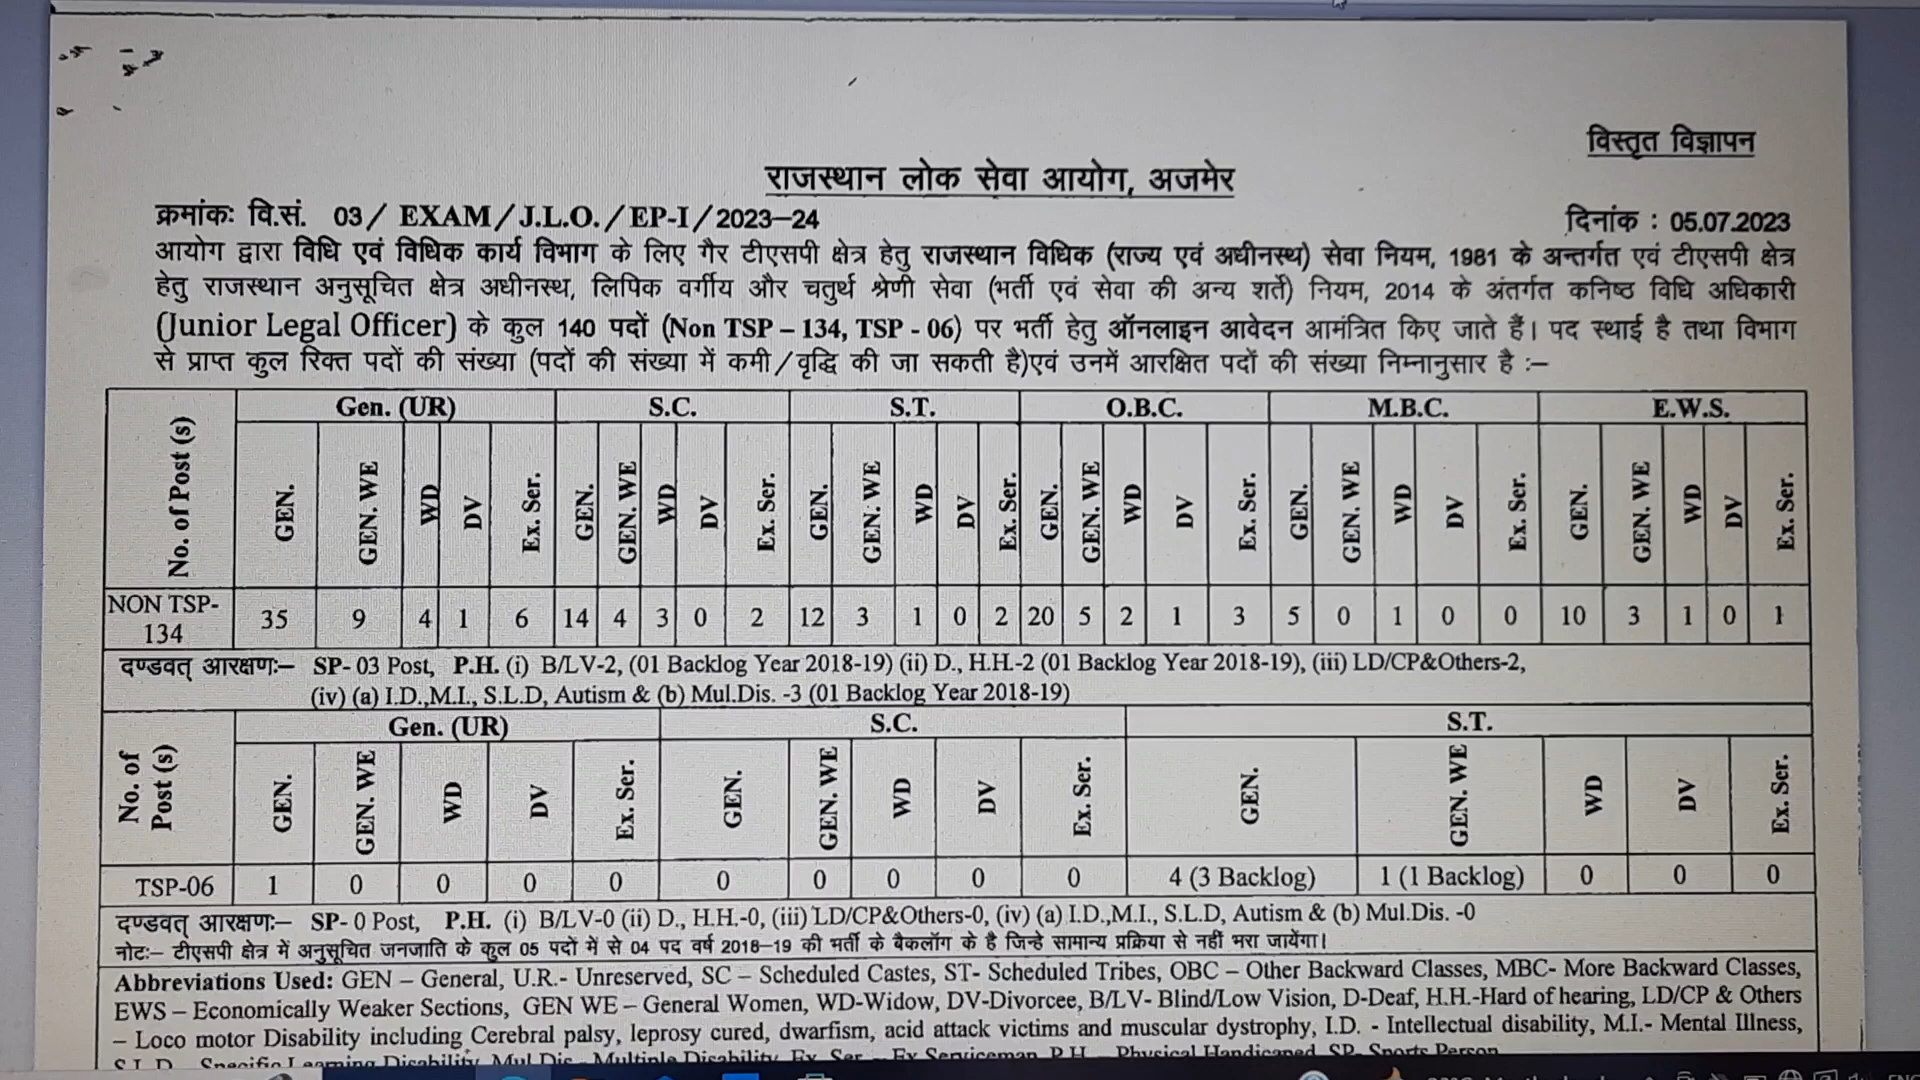 विस्तृत विज्ञापन
राजस्थान लोक सेवा आयोग, अजमेर
क्रमांकः वि.सं. 03/ EXAM/J.L.O./EP-I/2023–24 दिनांक : 05.07.2023
आयोग द्वारा विधि एवं विधिक कार्य विभाग के लिए गैर टीएसपी क्षेत्र हेतु राजस्थान विधिक (राज्य एवं अधीनस्थ) सेवा नियम, 1981 के अन्तर्गत एवं टीएसपी क्षेत्र
हेतु राजस्थान अनुसूचित क्षेत्र अधीनस्थ, लिपिक वर्गीय और चतुर्थ श्रेणी सेवा (भर्ती एवं सेवा की अन्य शर्ते) नियम, 2014 के अंतर्गत कनिष्ठ विधि अधिकारी
(Junior Legal Officer) के कुल 140 पदों (Non TSP – 134, TSP - 06) पर भर्ती हेतु ऑनलाइन आवेदन आमंत्रित किए जाते हैं। पद स्थाई है तथा विभाग
से प्राप्त कुल रिक्त पदों की संख्या (पदों की संख्या में कमी/वृद्धि की जा सकती है)एवं उनमें आरक्षित पदों की संख्या निम्नानुसार है :–
No. of Post (s) Gen. (UR) S.C. S.T. O.B.C. M.B.C. E.W.S.
GEN. GEN. WE WD DV Ex. Ser. GEN. GEN. WE WD DV Ex. Ser. GEN. GEN. WE WD DV Ex. Ser. GEN. GEN. WE WD DV Ex. Ser. GEN. GEN. WE WD DV Ex. Ser. GEN. GEN. WE WD DV Ex. Ser.
NON TSP-134 35 9 4 1 6 14 4 3 0 2 12 3 1 0 2 20 5 2 1 3 5 0 1 0 0 10 3 1 0 1
दण्डवत् आरक्षणः– SP- 03 Post, P.H. (i) B/LV-2, (01 Backlog Year 2018-19) (ii) D., H.H.-2 (01 Backlog Year 2018-19), (iii) LD/CP&Others-2,
(iv) (a) I.D.,M.I., S.L.D, Autism & (b) Mul.Dis. -3 (01 Backlog Year 2018-19)
No. of Post (s) Gen. (UR) S.C. S.T.
GEN. GEN. WE WD DV Ex. Ser. GEN. GEN. WE WD DV Ex. Ser. GEN. GEN. WE WD DV Ex. Ser.
TSP-06 1 0 0 0 0 0 0 0 0 0 4 (3 Backlog) 1 (1 Backlog) 0 0 0
दण्डवत् आरक्षणः– SP- 0 Post, P.H. (i) B/LV-0 (ii) D., H.H.-0, (iii) LD/CP&Others-0, (iv) (a) I.D.,M.I., S.L.D, Autism & (b) Mul.Dis. -0
नोटः– टीएसपी क्षेत्र में अनुसूचित जनजाति के कुल 05 पदों में से 04 पद वर्ष 2018–19 की भर्ती के बैकलॉग के है जिन्हे सामान्य प्रक्रिया से नहीं भरा जायेंगा।
Abbreviations Used: GEN – General, U.R.- Unreserved, SC – Scheduled Castes, ST- Scheduled Tribes, OBC – Other Backward Classes, MBC- More Backward Classes,
EWS – Economically Weaker Sections, GEN WE – General Women, WD-Widow, DV-Divorcee, B/LV- Blind/Low Vision, D-Deaf, H.H.-Hard of hearing, LD/CP & Others
– Loco motor Disability including Cerebral palsy, leprosy cured, dwarfism, acid attack victims and muscular dystrophy, I.D. - Intellectual disability, M.I.- Mental Illness,
S.L.D. Specific Learning Disability, Mul.Dis. Multiple Disability, Ex. Ser. – Ex Serviceman, P.H. – Physical Handicaped, SP- Sports Person